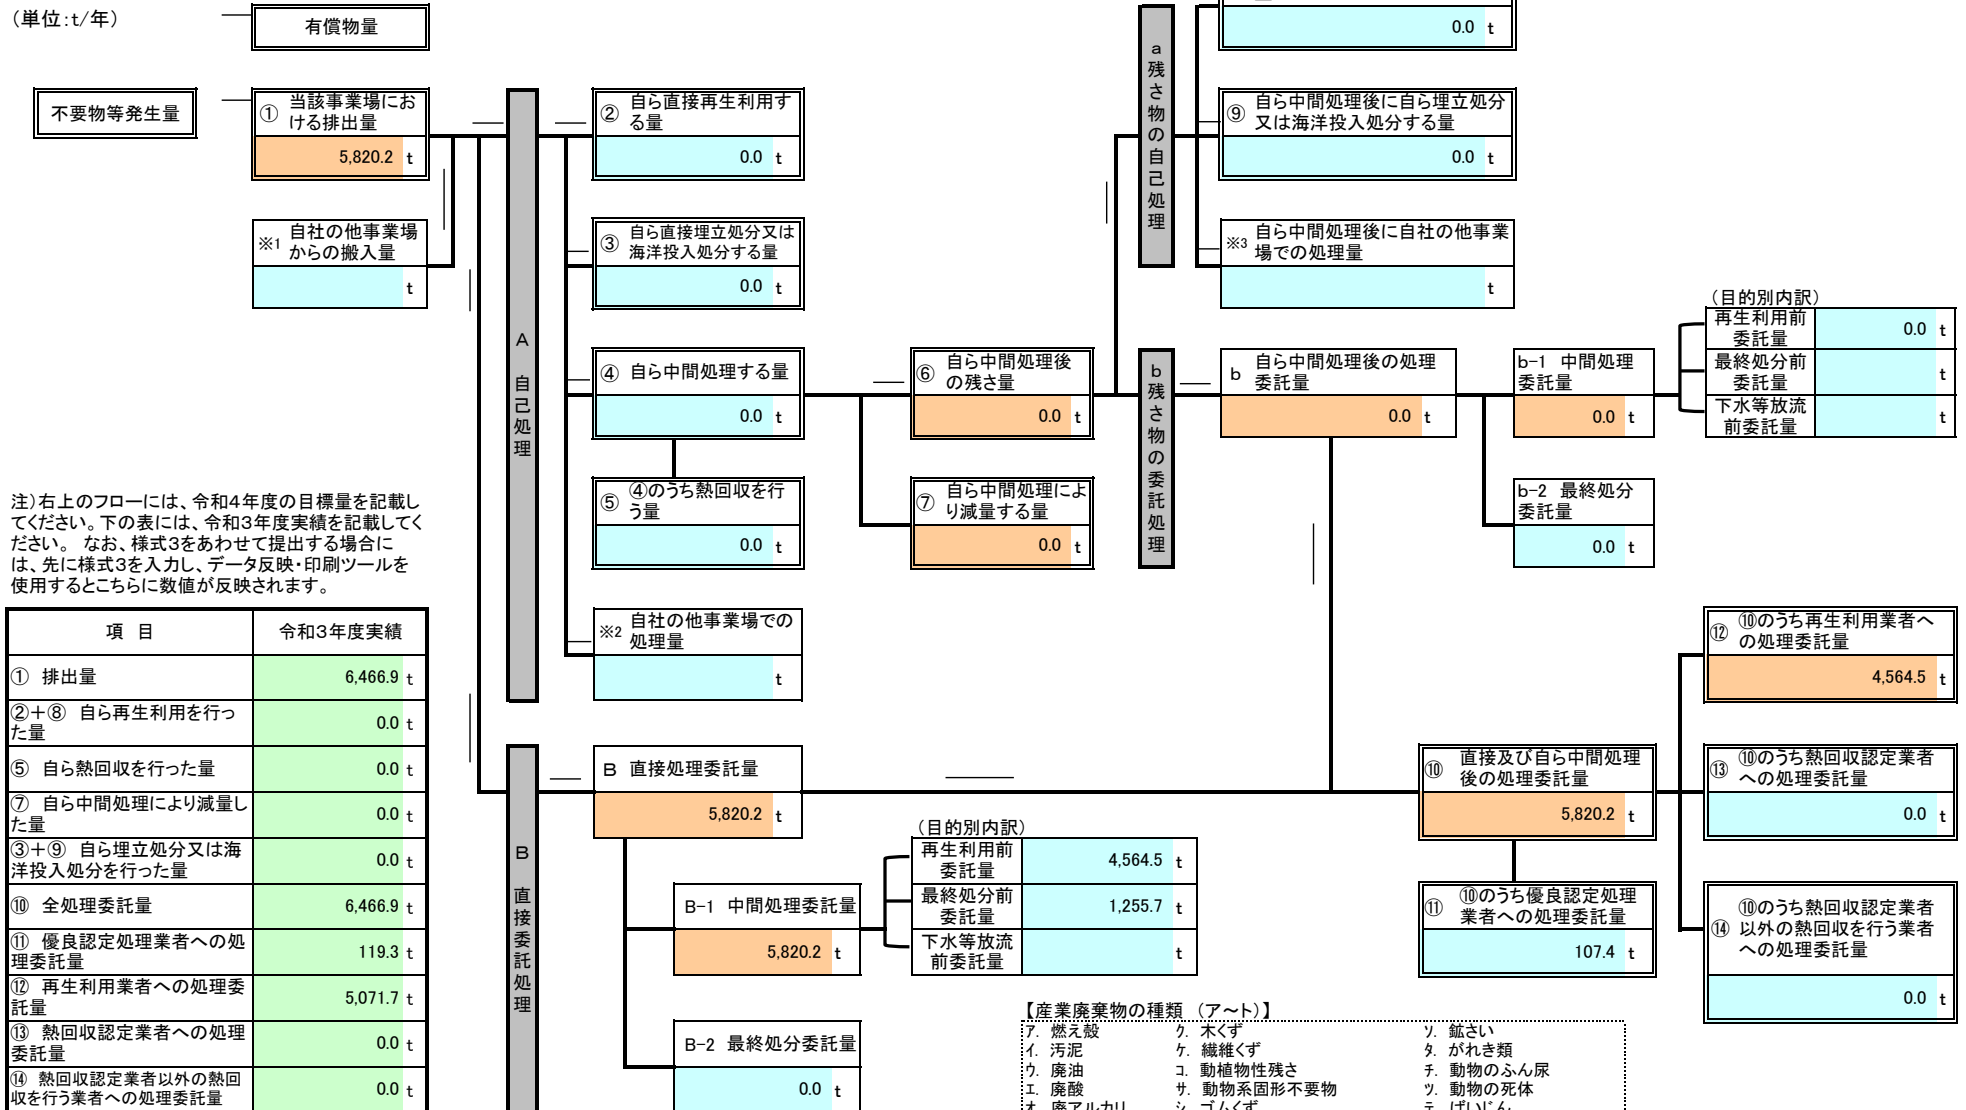 （単位：t/年）
有償物量
0.0 t
不要物等発生量
① 当該事業場にお
ける排出量
5,820.2 t
※1 自社の他事業場
からの搬入量
t
A 自己処理
② 自ら直接再生利用す
る量
0.0 t
③ 自ら直接埋立処分又は
海洋投入処分する量
0.0 t
④ 自ら中間処理する量
0.0 t
⑤ ④のうち熱回収を行
う量
0.0 t
※2 自社の他事業場での
処理量
t
⑥ 自ら中間処理後
の残さ量
0.0 t
⑦ 自ら中間処理によ
り減量する量
0.0 t
a 残さ物の自己処理
⑨ 自ら中間処理後に自ら埋立処分
又は海洋投入処分する量
0.0 t
※3 自ら中間処理後に自社の他事業
場での処理量
t
b 残さ物の委託処理
b 自ら中間処理後の処理
委託量
0.0 t
b-1 中間処理
委託量
0.0 t
（目的別内訳）
再生利用前
委託量
0.0 t
最終処分前
委託量
t
下水等放流
前委託量
t
b-2 最終処分
委託量
0.0 t
注）右上のフローには、令和4年度の目標量を記載し
てください。下の表には、令和3年度実績を記載してく
ださい。 なお、様式3をあわせて提出する場合に
は、先に様式3を入力し、データ反映・印刷ツールを
使用するとこちらに数値が反映されます。
項 目 令和3年度実績
① 排出量 6,466.9 t
②＋⑧ 自ら再生利用を行っ
た量 0.0 t
⑤ 自ら熱回収を行った量 0.0 t
⑦ 自ら中間処理により減量し
た量 0.0 t
③＋⑨ 自ら埋立処分又は海
洋投入処分を行った量 0.0 t
⑩ 全処理委託量 6,466.9 t
⑪ 優良認定処理業者への処
理委託量 119.3 t
⑫ 再生利用業者への処理委
託量 5,071.7 t
⑬ 熱回収認定業者への処理
委託量 0.0 t
⑭ 熱回収認定業者以外の熱回
収を行う業者への処理委託量 0.0 t
B 直接委託処理
B 直接処理委託量
5,820.2 t
B-1 中間処理委託量
5,820.2 t
B-2 最終処分委託量
0.0 t
（目的別内訳）
再生利用前
委託量
4,564.5 t
最終処分前
委託量
1,255.7 t
下水等放流
前委託量
t
⑩ 直接及び自ら中間処理
後の処理委託量
5,820.2 t
⑪ ⑩のうち優良認定処理
業者への処理委託量
107.4 t
⑫ ⑩のうち再生利用業者へ
の処理委託量
4,564.5 t
⑬ ⑩のうち熱回収認定業者
への処理委託量
0.0 t
⑭ ⑩のうち熱回収認定業者
以外の熱回収を行う業者
への処理委託量
0.0 t
【産業廃棄物の種類 （ア～ト）】
ア. 燃え殻 ク. 木くず ソ. 鉱さい
イ. 汚泥 ケ. 繊維くず タ. がれき類
ウ. 廃油 コ. 動植物性残さ チ. 動物のふん尿
エ. 廃酸 サ. 動物系固形不要物 ツ. 動物の死体
オ. 廃アルカリ シ. ゴムくず テ. ばいじん